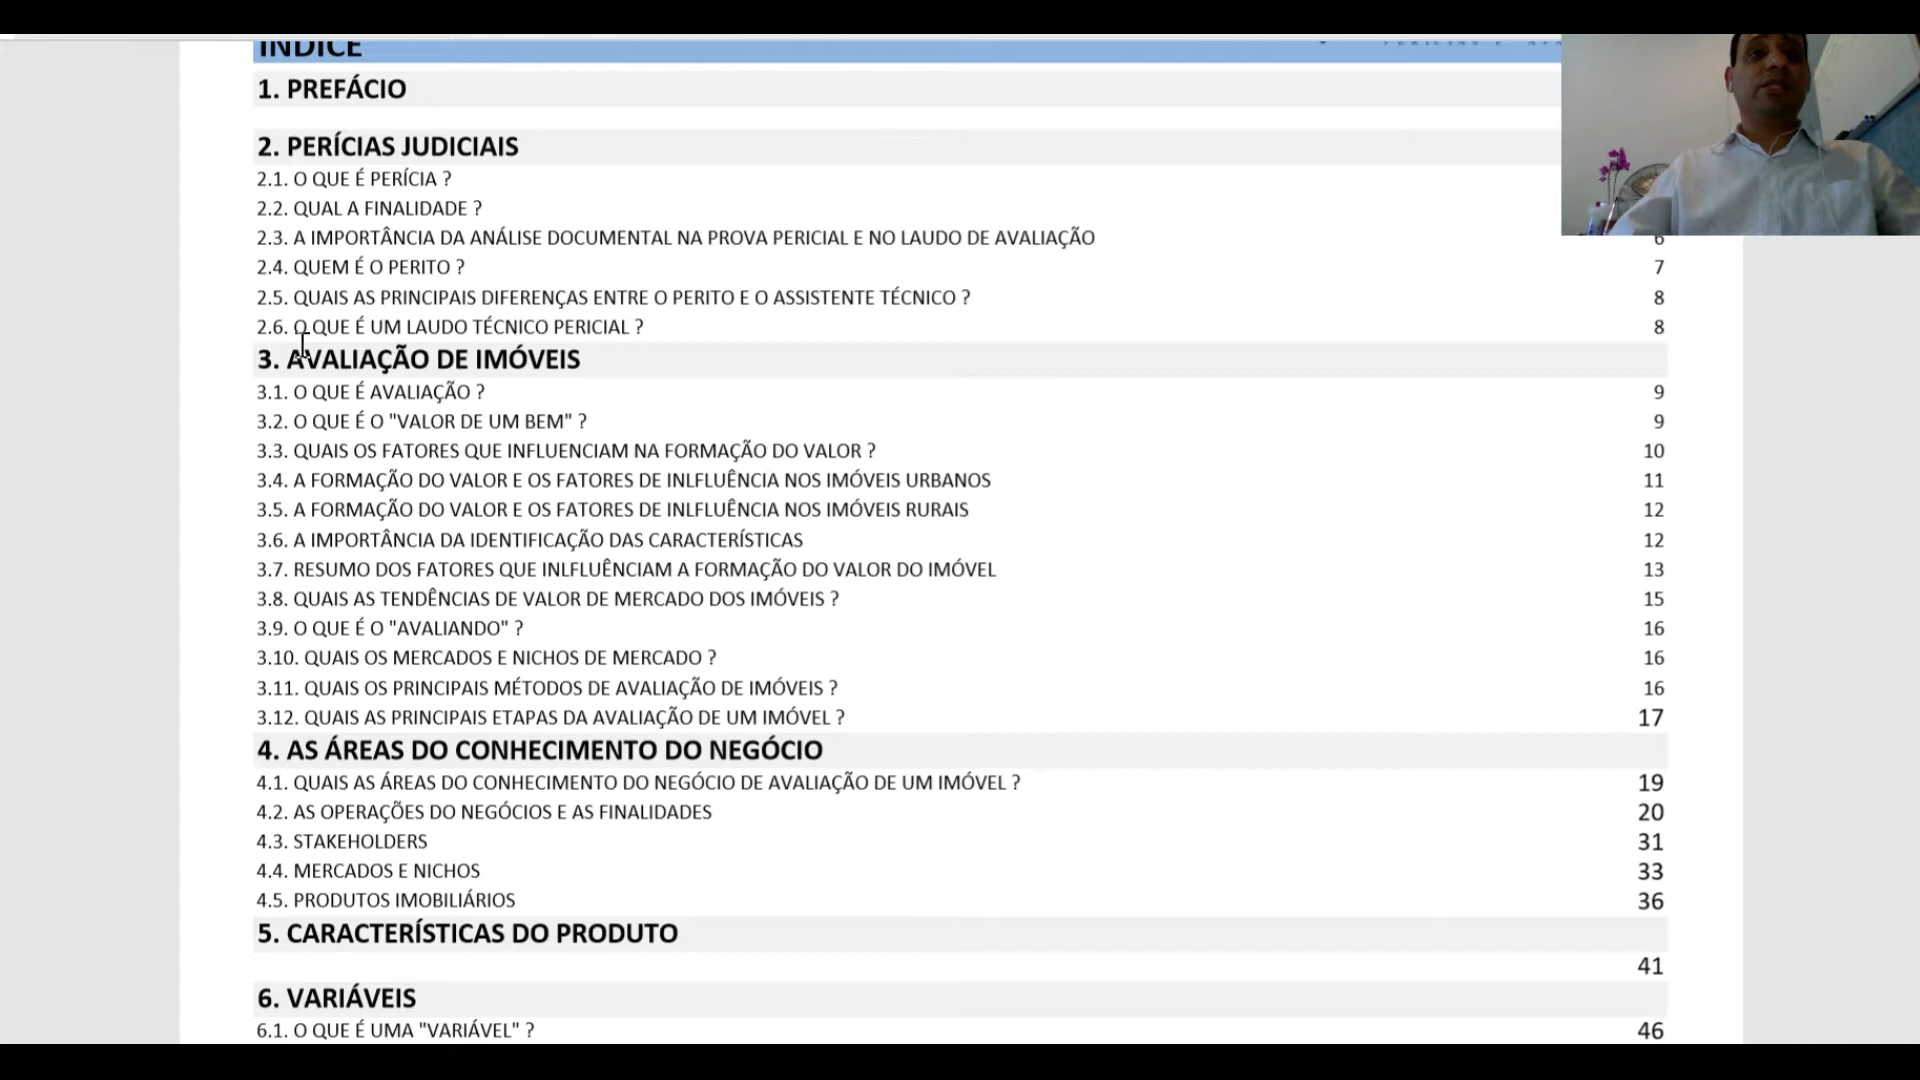 ÍNDICE
1. PREFÁCIO
2. PERÍCIAS JUDICIAIS
2.1. O QUE É PERÍCIA ?
2.2. QUAL A FINALIDADE ?
2.3. A IMPORTÂNCIA DA ANÁLISE DOCUMENTAL NA PROVA PERICIAL E NO LAUDO DE AVALIAÇÃO 6
2.4. QUEM É O PERITO ? 7
2.5. QUAIS AS PRINCIPAIS DIFERENÇAS ENTRE O PERITO E O ASSISTENTE TÉCNICO ? 8
2.6. O QUE É UM LAUDO TÉCNICO PERICIAL ? 8
3. AVALIAÇÃO DE IMÓVEIS
3.1. O QUE É AVALIAÇÃO ? 9
3.2. O QUE É O "VALOR DE UM BEM" ? 9
3.3. QUAIS OS FATORES QUE INFLUENCIAM NA FORMAÇÃO DO VALOR ? 10
3.4. A FORMAÇÃO DO VALOR E OS FATORES DE INLFLUÊNCIA NOS IMÓVEIS URBANOS 11
3.5. A FORMAÇÃO DO VALOR E OS FATORES DE INLFLUÊNCIA NOS IMÓVEIS RURAIS 12
3.6. A IMPORTÂNCIA DA IDENTIFICAÇÃO DAS CARACTERÍSTICAS 12
3.7. RESUMO DOS FATORES QUE INLFLUÊNCIAM A FORMAÇÃO DO VALOR DO IMÓVEL 13
3.8. QUAIS AS TENDÊNCIAS DE VALOR DE MERCADO DOS IMÓVEIS ? 15
3.9. O QUE É O "AVALIANDO" ? 16
3.10. QUAIS OS MERCADOS E NICHOS DE MERCADO ? 16
3.11. QUAIS OS PRINCIPAIS MÉTODOS DE AVALIAÇÃO DE IMÓVEIS ? 16
3.12. QUAIS AS PRINCIPAIS ETAPAS DA AVALIAÇÃO DE UM IMÓVEL ? 17
4. AS ÁREAS DO CONHECIMENTO DO NEGÓCIO
4.1. QUAIS AS ÁREAS DO CONHECIMENTO DO NEGÓCIO DE AVALIAÇÃO DE UM IMÓVEL ? 19
4.2. AS OPERAÇÕES DO NEGÓCIOS E AS FINALIDADES 20
4.3. STAKEHOLDERS 31
4.4. MERCADOS E NICHOS 33
4.5. PRODUTOS IMOBILIÁRIOS 36
5. CARACTERÍSTICAS DO PRODUTO
41
6. VARIÁVEIS
6.1. O QUE É UMA "VARIÁVEL" ? 46